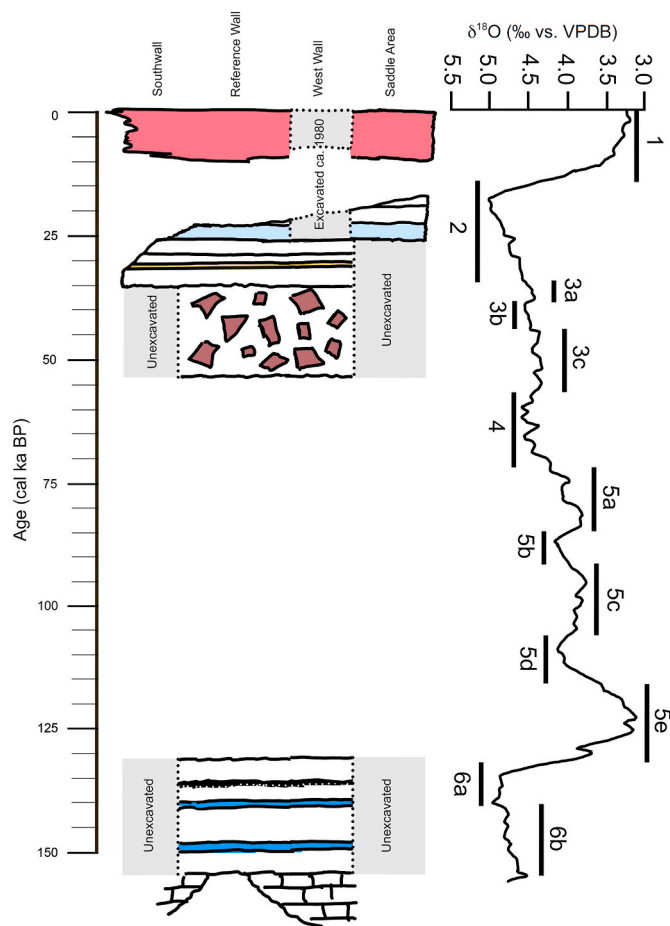 δ¹⁸O (‰ vs. VPDB)
5.5
5.0
4.5
4.0
3.5
3.0
Southwall
Reference Wall
West Wall
Saddle Area
0
25
50
75
100
125
150
Age (cal ka BP)
Excavated ca. 1980
Unexcavated
Unexcavated
Unexcavated
Unexcavated
1
2
3a
3b
3c
4
5a
5b
5c
5d
5e
6a
6b